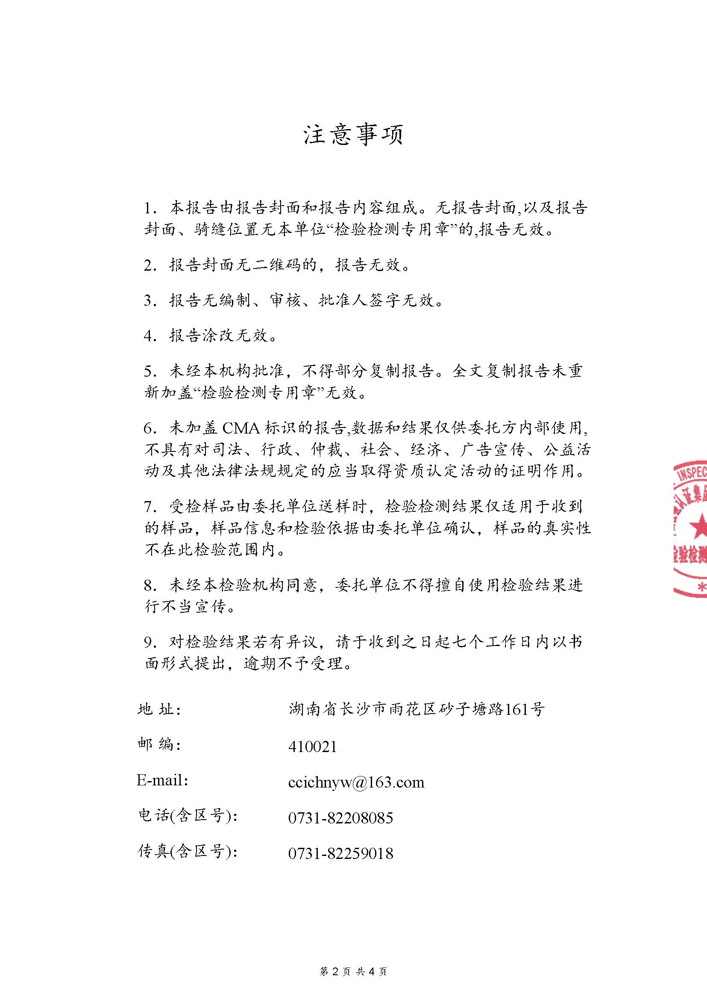 注意事项
1. 本报告由报告封面和报告内容组成。无报告封面,以及报告
封面、骑缝位置无本单位“检验检测专用章”的,报告无效。
2. 报告封面无二维码的，报告无效。
3. 报告无编制、审核、批准人签字无效。
4. 报告涂改无效。
5. 未经本机构批准，不得部分复制报告。全文复制报告未重
新加盖“检验检测专用章”无效。
6. 未加盖 CMA 标识的报告,数据和结果仅供委托方内部使用,
不具有对司法、行政、仲裁、社会、经济、广告宣传、公益活
动及其他法律法规规定的应当取得资质认定活动的证明作用。
7. 受检样品由委托单位送样时，检验检测结果仅适用于收到
的样品，样品信息和检验依据由委托单位确认，样品的真实性
不在此检验范围内。
8. 未经本检验机构同意，委托单位不得擅自使用检验结果进
行不当宣传。
9. 对检验结果若有异议，请于收到之日起七个工作日内以书
面形式提出，逾期不予受理。
地 址： 湖南省长沙市雨花区砂子塘路161号
邮 编： 410021
E-mail： ccichnyw@163.com
电话(含区号)： 0731-82208085
传真(含区号)： 0731-82259018
INSPEC
认证集
验检测
第 2 页 共 4 页